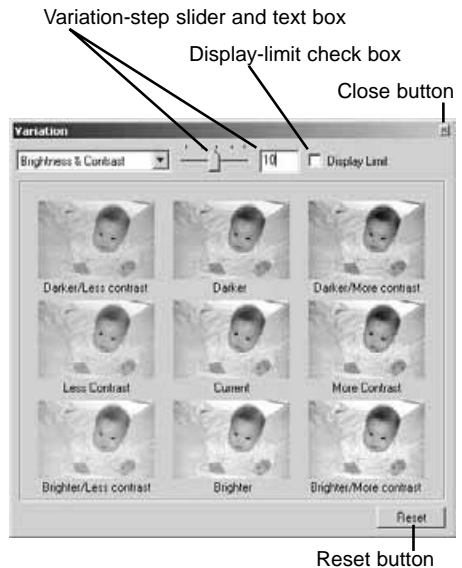 Variation-step slider and text box
Display-limit check box
Close button
Variation
Brightness & Contrast
10
Display Limit
Darker/Less contrast
Darker
Darker/More contrast
Less Contrast
Current
More Contrast
Brighter/Less contrast
Brighter
Brighter/More contrast
Reset
Reset button